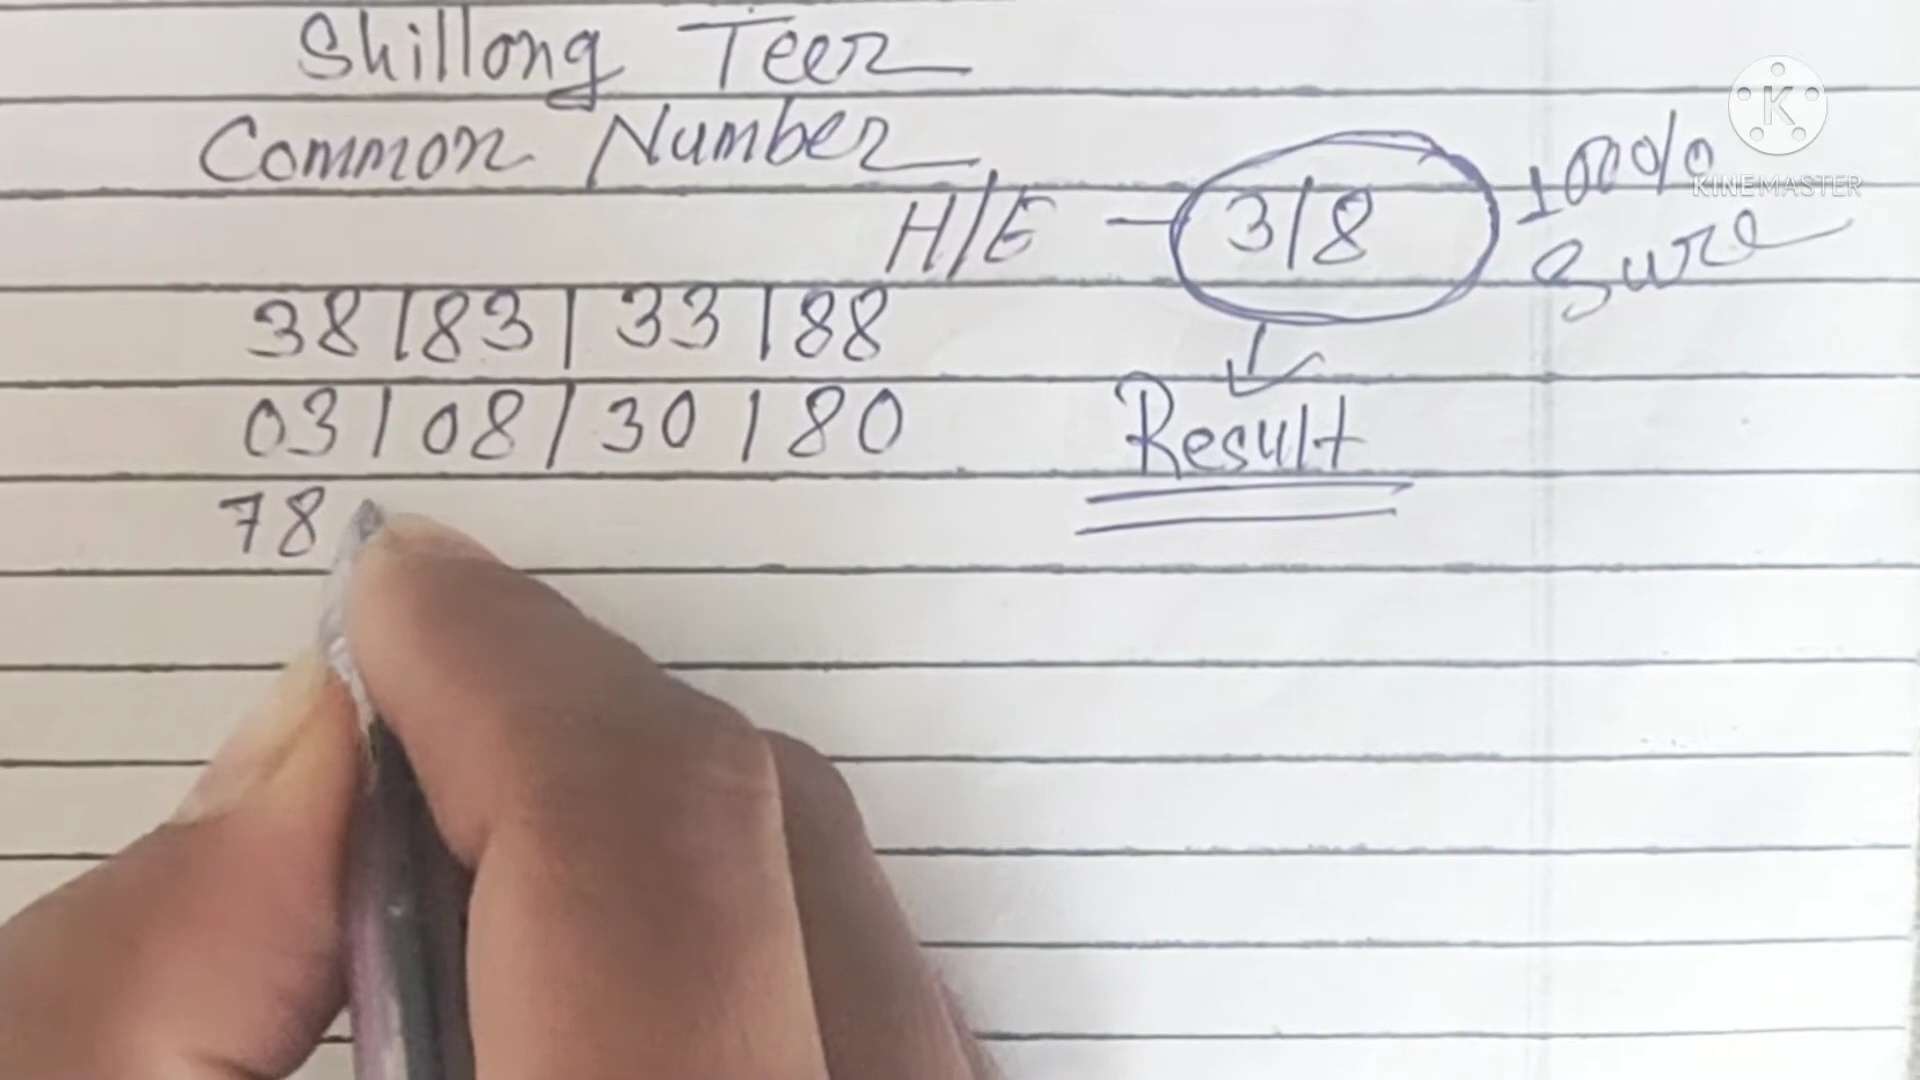 Shillong Teer
Common Number
H/E - 3/8
100%
Sure
38/83/33/88
03/08/30/80
Result
78
KINEMASTER